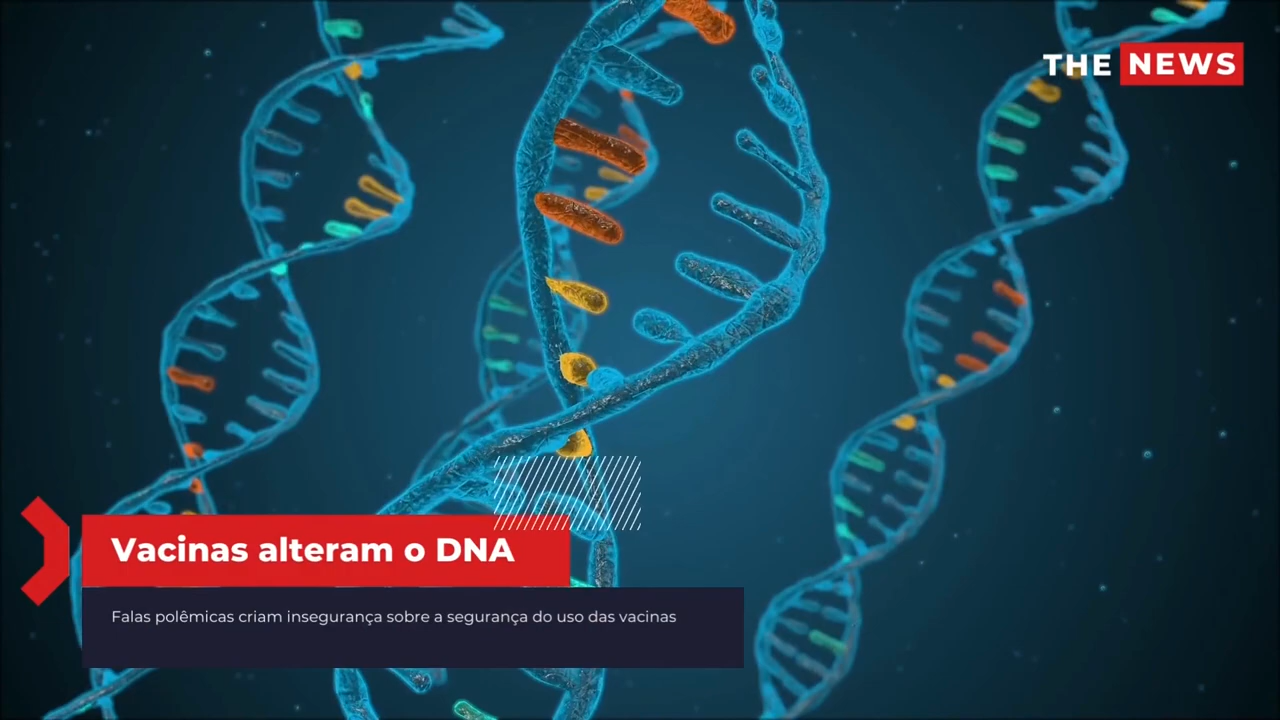 THE NEWS
Vacinas alteram o DNA
Falas polêmicas criam insegurança sobre a segurança do uso das vacinas